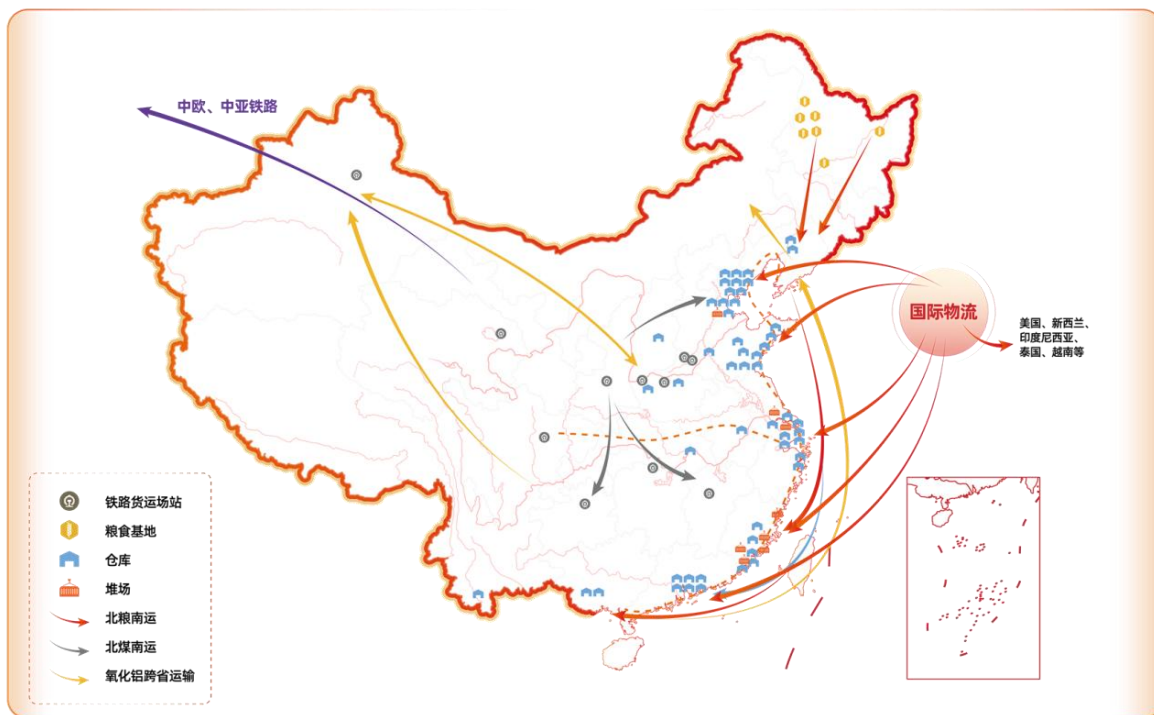 中欧、中亚铁路
国际物流
美国、新西兰、
印度尼西亚、
泰国、越南等
铁路货运场站
粮食基地
仓库
堆场
北粮南运
北煤南运
氧化铝跨省运输